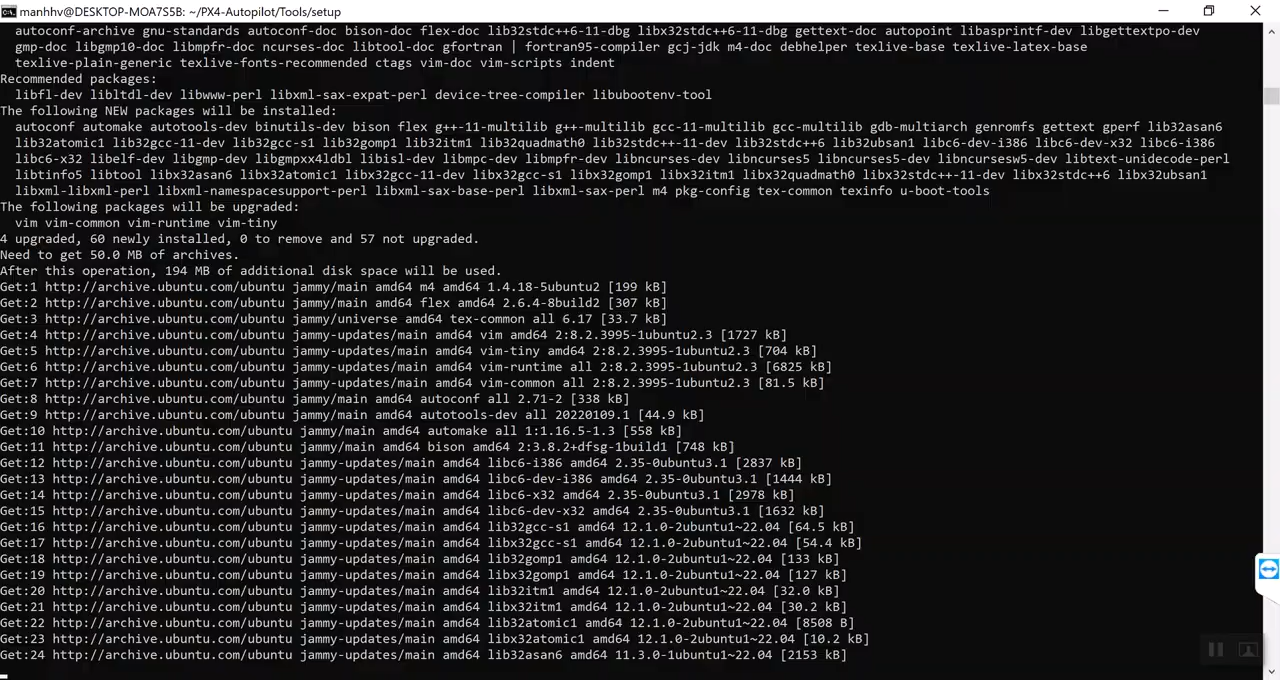 manhhv@DESKTOP-MOA7S5B: ~/PX4-Autopilot/Tools/setup
autoconf-archive gnu-standards autoconf-doc bison-doc flex-doc lib32stdc++6-11-dbg libx32stdc++6-11-dbg gettext-doc autopoint libasprintf-dev libgettextpo-dev
gmp-doc libgmp10-doc libmpfr-doc ncurses-doc libtool-doc gfortran | fortran95-compiler gcj-jdk m4-doc debhelper texlive-base texlive-latex-base
texlive-plain-generic texlive-fonts-recommended ctags vim-doc vim-scripts indent
Recommended packages:
libfl-dev libltdl-dev libwww-perl libxml-sax-expat-perl device-tree-compiler libubootenv-tool
The following NEW packages will be installed:
autoconf automake autotools-dev binutils-dev bison flex g++-11-multilib g++-multilib gcc-11-multilib gcc-multilib gdb-multiarch genromfs gettext gperf lib32asan6
lib32atomic1 lib32gcc-11-dev lib32gcc-s1 lib32gomp1 lib32itm1 lib32quadmath0 lib32stdc++-11-dev lib32stdc++6 lib32ubsan1 libc6-dev-i386 libc6-dev-x32 libc6-i386
libc6-x32 libelf-dev libgmp-dev libgmpxx4ldbl libisl-dev libmpc-dev libmpfr-dev libncurses-dev libncurses5 libncurses5-dev libncursesw5-dev libtext-unidecode-perl
libtinfo5 libtool libx32asan6 libx32atomic1 libx32gcc-11-dev libx32gcc-s1 libx32gomp1 libx32itm1 libx32quadmath0 libx32stdc++-11-dev libx32stdc++6 libx32ubsan1
libxml-libxml-perl libxml-namespacesupport-perl libxml-sax-base-perl libxml-sax-perl m4 pkg-config tex-common texinfo u-boot-tools
The following packages will be upgraded:
vim vim-common vim-runtime vim-tiny
4 upgraded, 60 newly installed, 0 to remove and 57 not upgraded.
Need to get 50.0 MB of archives.
After this operation, 194 MB of additional disk space will be used.
Get:1 http://archive.ubuntu.com/ubuntu jammy/main amd64 m4 amd64 1.4.18-5ubuntu2 [199 kB]
Get:2 http://archive.ubuntu.com/ubuntu jammy/main amd64 flex amd64 2.6.4-8build2 [307 kB]
Get:3 http://archive.ubuntu.com/ubuntu jammy/universe amd64 tex-common all 6.17 [33.7 kB]
Get:4 http://archive.ubuntu.com/ubuntu jammy-updates/main amd64 vim amd64 2:8.2.3995-1ubuntu2.3 [1727 kB]
Get:5 http://archive.ubuntu.com/ubuntu jammy-updates/main amd64 vim-tiny amd64 2:8.2.3995-1ubuntu2.3 [704 kB]
Get:6 http://archive.ubuntu.com/ubuntu jammy-updates/main amd64 vim-runtime all 2:8.2.3995-1ubuntu2.3 [6825 kB]
Get:7 http://archive.ubuntu.com/ubuntu jammy-updates/main amd64 vim-common all 2:8.2.3995-1ubuntu2.3 [81.5 kB]
Get:8 http://archive.ubuntu.com/ubuntu jammy/main amd64 autoconf all 2.71-2 [338 kB]
Get:9 http://archive.ubuntu.com/ubuntu jammy/main amd64 autotools-dev all 20220109.1 [44.9 kB]
Get:10 http://archive.ubuntu.com/ubuntu jammy/main amd64 automake all 1:1.16.5-1.3 [558 kB]
Get:11 http://archive.ubuntu.com/ubuntu jammy/main amd64 bison amd64 2:3.8.2+dfsg-1build1 [748 kB]
Get:12 http://archive.ubuntu.com/ubuntu jammy-updates/main amd64 libc6-i386 amd64 2.35-0ubuntu3.1 [2837 kB]
Get:13 http://archive.ubuntu.com/ubuntu jammy-updates/main amd64 libc6-dev-i386 amd64 2.35-0ubuntu3.1 [1444 kB]
Get:14 http://archive.ubuntu.com/ubuntu jammy-updates/main amd64 libc6-x32 amd64 2.35-0ubuntu3.1 [2978 kB]
Get:15 http://archive.ubuntu.com/ubuntu jammy-updates/main amd64 libc6-dev-x32 amd64 2.35-0ubuntu3.1 [1632 kB]
Get:16 http://archive.ubuntu.com/ubuntu jammy-updates/main amd64 lib32gcc-s1 amd64 12.1.0-2ubuntu1~22.04 [64.5 kB]
Get:17 http://archive.ubuntu.com/ubuntu jammy-updates/main amd64 libx32gcc-s1 amd64 12.1.0-2ubuntu1~22.04 [54.4 kB]
Get:18 http://archive.ubuntu.com/ubuntu jammy-updates/main amd64 lib32gomp1 amd64 12.1.0-2ubuntu1~22.04 [133 kB]
Get:19 http://archive.ubuntu.com/ubuntu jammy-updates/main amd64 libx32gomp1 amd64 12.1.0-2ubuntu1~22.04 [127 kB]
Get:20 http://archive.ubuntu.com/ubuntu jammy-updates/main amd64 lib32itm1 amd64 12.1.0-2ubuntu1~22.04 [32.0 kB]
Get:21 http://archive.ubuntu.com/ubuntu jammy-updates/main amd64 libx32itm1 amd64 12.1.0-2ubuntu1~22.04 [30.2 kB]
Get:22 http://archive.ubuntu.com/ubuntu jammy-updates/main amd64 lib32atomic1 amd64 12.1.0-2ubuntu1~22.04 [8508 B]
Get:23 http://archive.ubuntu.com/ubuntu jammy-updates/main amd64 libx32atomic1 amd64 12.1.0-2ubuntu1~22.04 [10.2 kB]
Get:24 http://archive.ubuntu.com/ubuntu jammy-updates/main amd64 lib32asan6 amd64 11.3.0-1ubuntu1~22.04 [2153 kB]